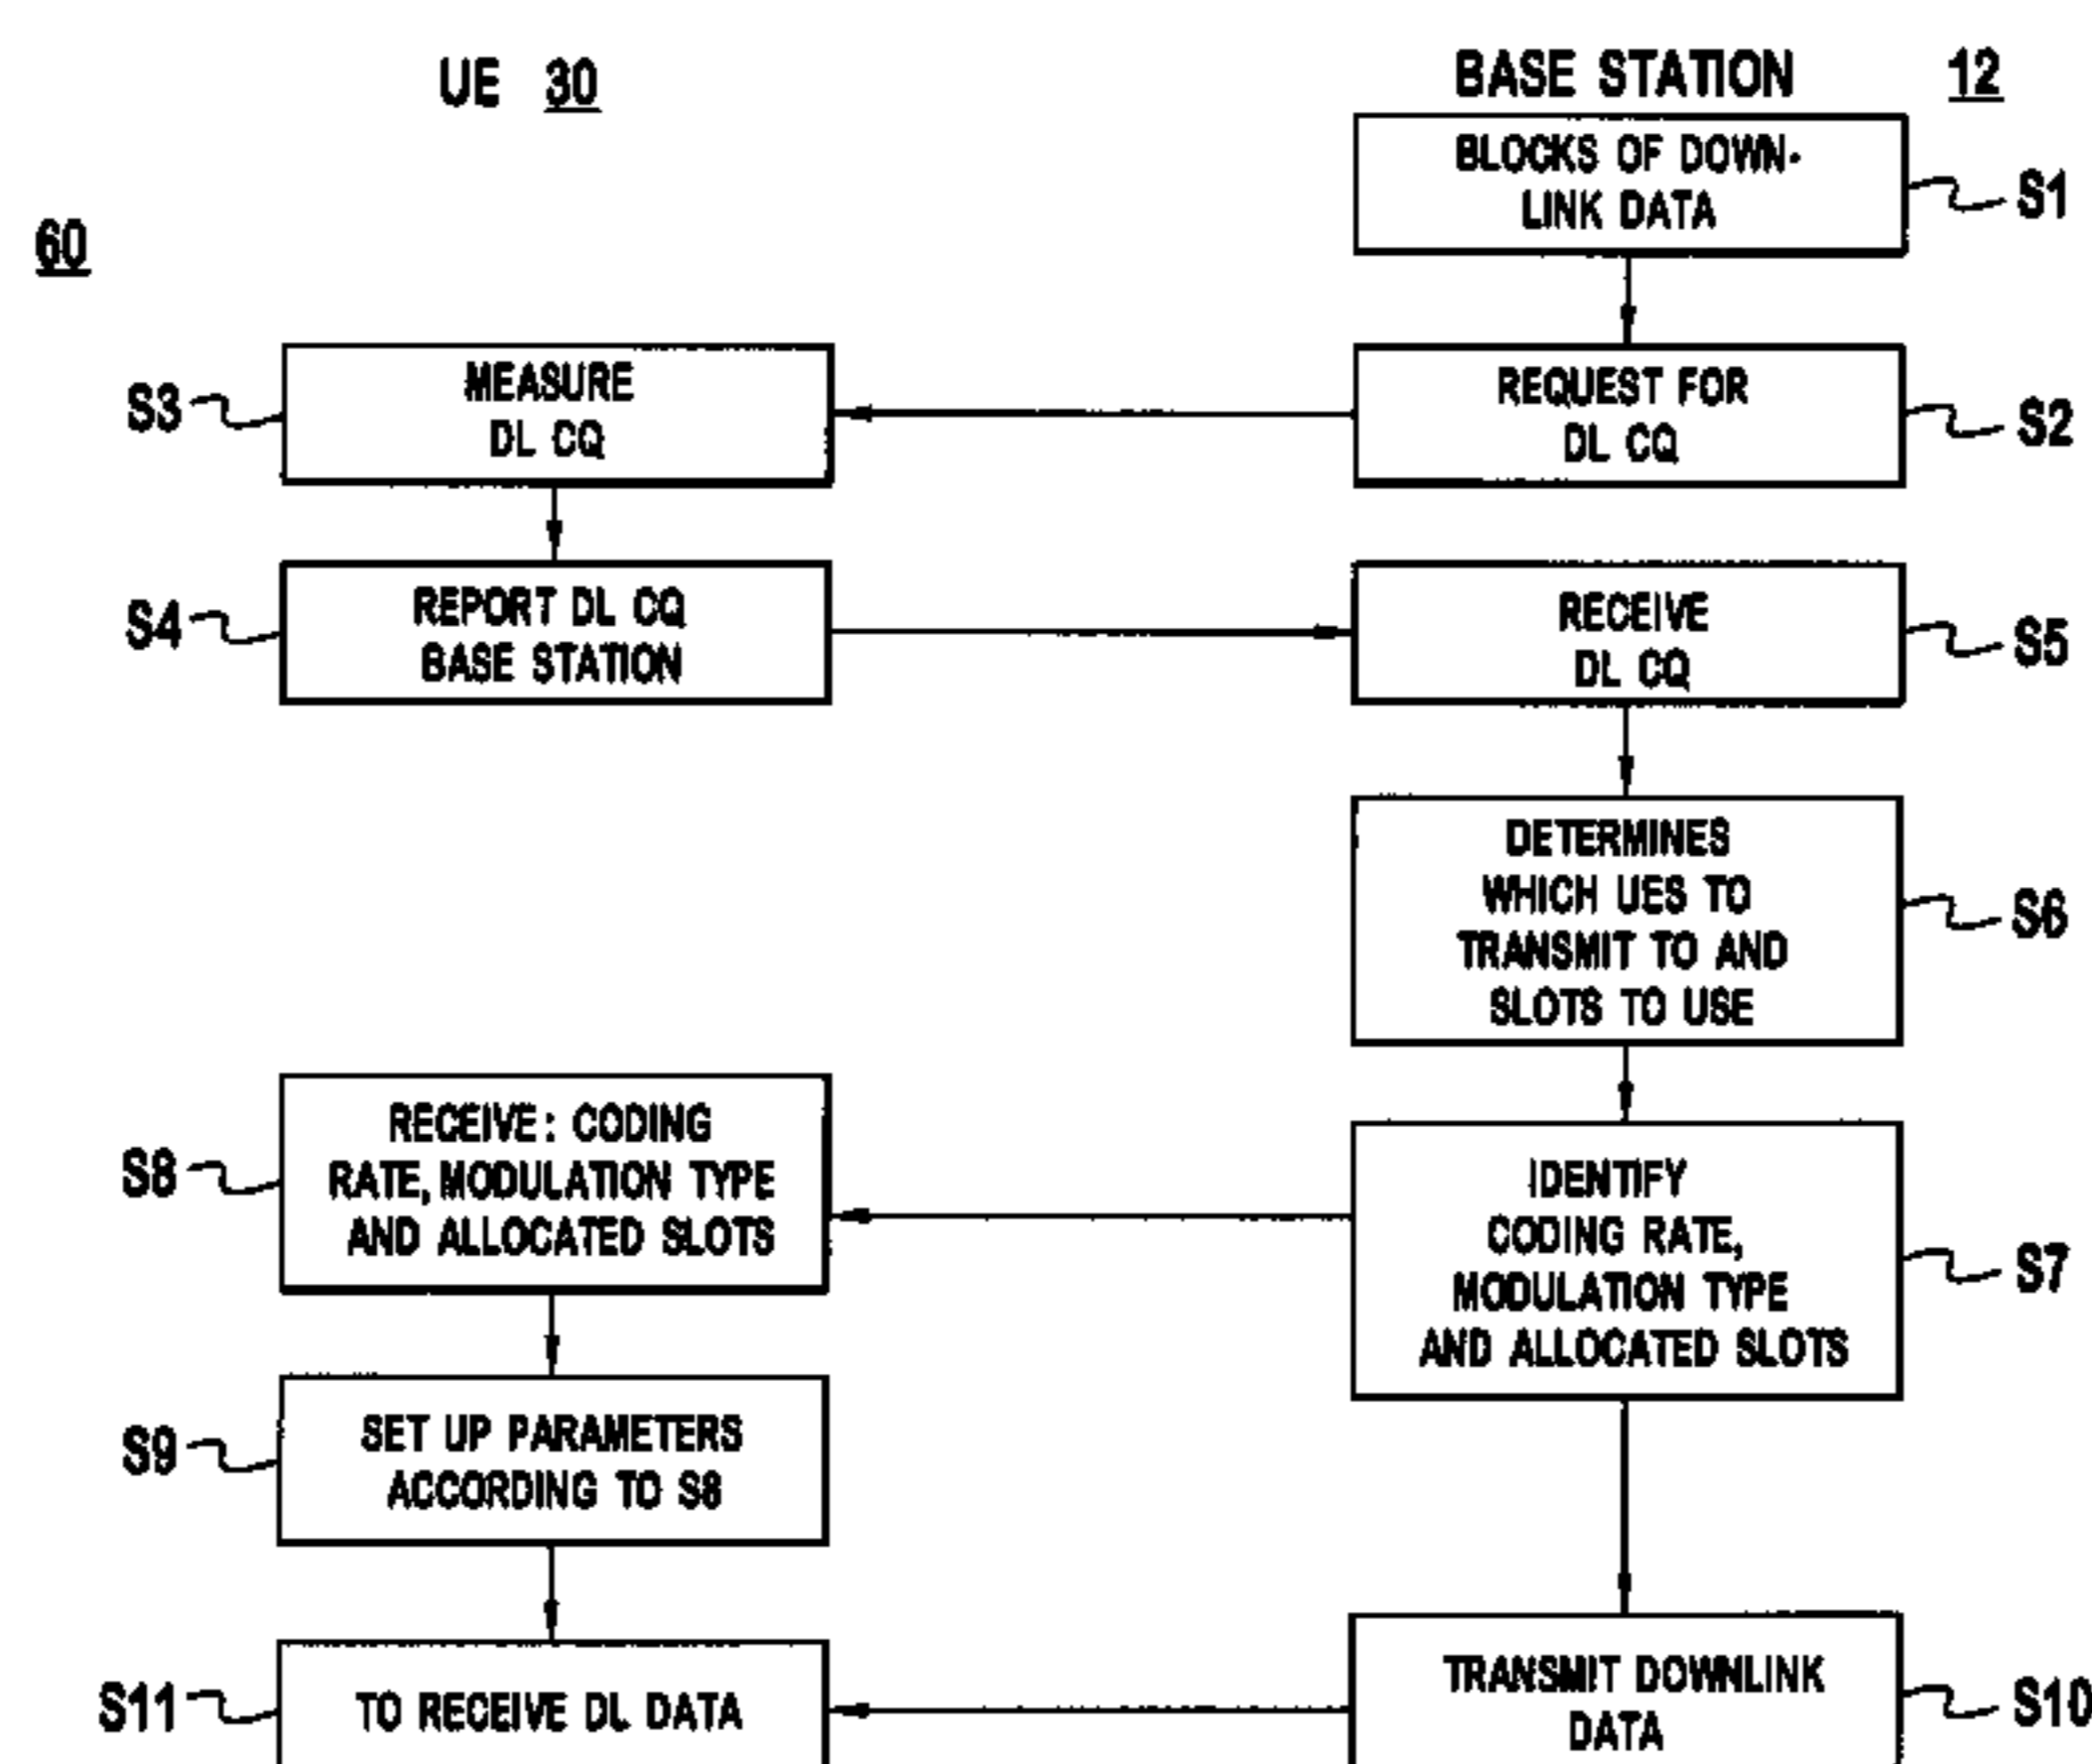 UE 30
BASE STATION 12
60
BLOCKS OF DOWN-
LINK DATA
S1
REQUEST FOR
DL CQ
S2
S3
MEASURE
DL CQ
S4
REPORT DL CQ
BASE STATION
RECEIVE
DL CQ
S5
DETERMINES
WHICH UES TO
TRANSMIT TO AND
SLOTS TO USE
S6
IDENTIFY
CODING RATE,
MODULATION TYPE
AND ALLOCATED SLOTS
S7
S8
RECEIVE: CODING
RATE, MODULATION TYPE
AND ALLOCATED SLOTS
S9
SET UP PARAMETERS
ACCORDING TO S8
TRANSMIT DOWNLINK
DATA
S10
S11
TO RECEIVE DL DATA